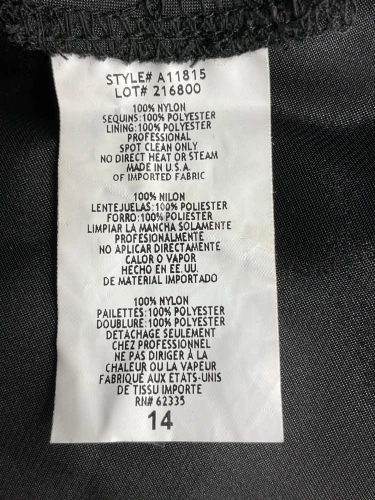 STYLE# A11815
LOT# 216800
100% NYLON
SEQUINS: 100% POLYESTER
LINING: 100% POLYESTER
PROFESSIONAL
SPOT CLEAN ONLY
NO DIRECT HEAT OR STEAM
MADE IN U.S.A.
OF IMPORTED FABRIC
100% NILON
LENTEJUELAS: 100% POLIESTER
FORRO: 100% POLIESTER
LIMPIAR LA MANCHA SOLAMENTE
PROFESIONALMENTE
NO APLICAR DIRECTAMENTE
CALOR O VAPOR
HECHO EN EE.UU.
DE MATERIAL IMPORTADO
100% NYLON
PAILETTES: 100% POLYESTER
DOUBLURE: 100% POLYESTER
DETACHAGE SEULEMENT
CHEZ PROFESSIONNEL
NE PAS DIRIGER À LA
CHALEUR OU LA VAPEUR
FABRIQUÉ AUX ÉTATS-UNIS
DE TISSU IMPORTE
RN# 62335
14